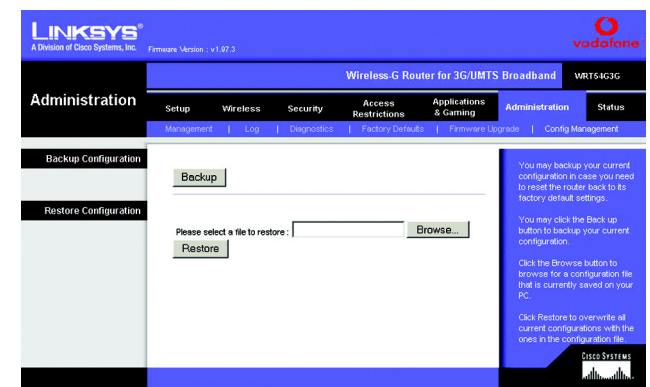 LINKSYS®
A Division of Cisco Systems, Inc.
Firmware Version : v1.97.3
vodafone
Wireless-G Router for 3G/UMTS Broadband WRT54G3G
Administration
Setup Wireless Security Access Restrictions Applications & Gaming Administration Status
Management | Log | Diagnostics | Factory Defaults | Firmware Upgrade | Config Management
Backup Configuration
Backup
Restore Configuration
Please select a file to restore : Browse...
Restore
You may backup your current
configuration in case you need
to reset the router back to its
factory default settings.
You may click the Back up
button to backup your current
configuration.
Click the Browse button to
browse for a configuration file
that is currently saved on your
PC.
Click Restore to overwrite all
current configurations with the
ones in the configuration file.
CISCO SYSTEMS